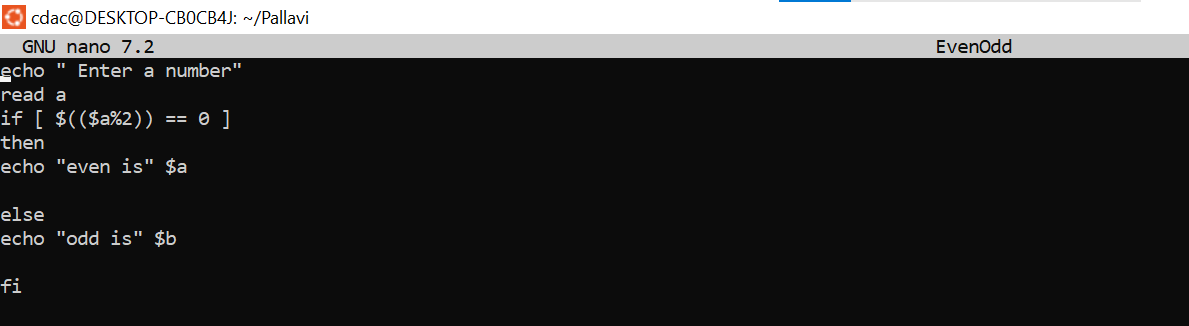 cdac@DESKTOP-CB0CB4J: ~/Pallavi
GNU nano 7.2 EvenOdd
echo " Enter a number"
read a
if [ $(($a%2)) == 0 ]
then
echo "even is" $a
else
echo "odd is" $b
fi